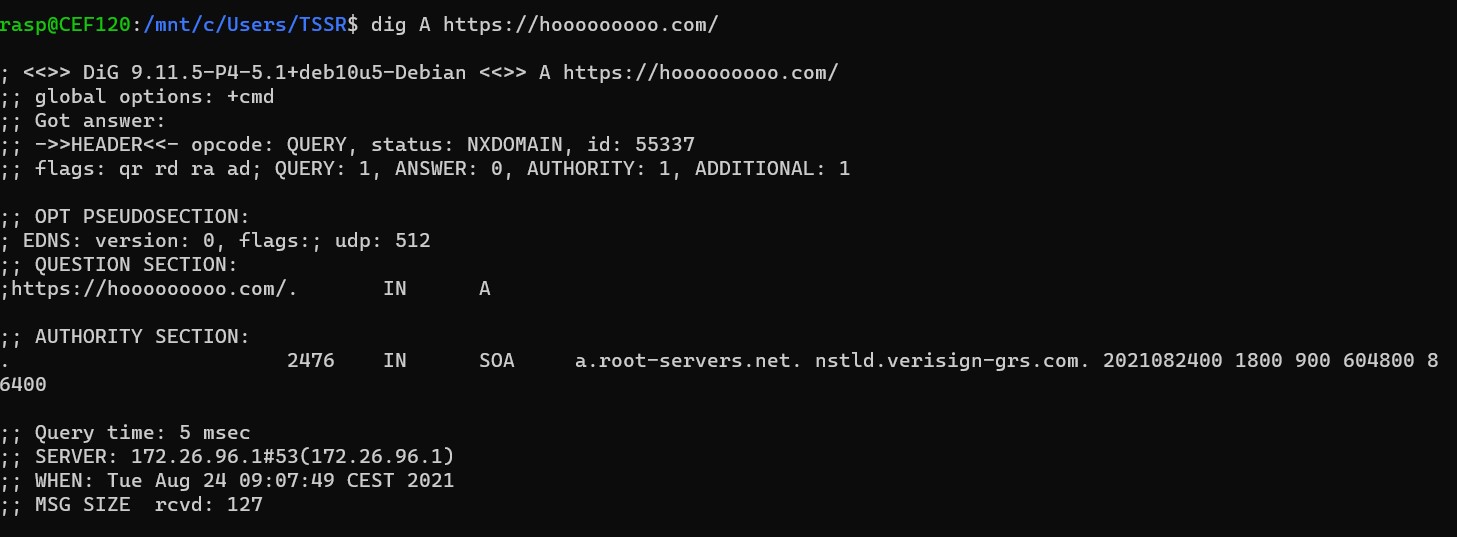 rasp@CEF120:/mnt/c/Users/TSSR$ dig A https://hooooooooo.com/
; <<>> DiG 9.11.5-P4-5.1+deb10u5-Debian <<>> A https://hooooooooo.com/
;; global options: +cmd
;; Got answer:
;; ->>HEADER<<- opcode: QUERY, status: NXDOMAIN, id: 55337
;; flags: qr rd ra ad; QUERY: 1, ANSWER: 0, AUTHORITY: 1, ADDITIONAL: 1
;; OPT PSEUDOSECTION:
; EDNS: version: 0, flags:; udp: 512
;; QUESTION SECTION:
;https://hooooooooo.com/. IN A
;; AUTHORITY SECTION:
. 2476 IN SOA a.root-servers.net. nstld.verisign-grs.com. 2021082400 1800 900 604800 8
6400
;; Query time: 5 msec
;; SERVER: 172.26.96.1#53(172.26.96.1)
;; WHEN: Tue Aug 24 09:07:49 CEST 2021
;; MSG SIZE  rcvd: 127